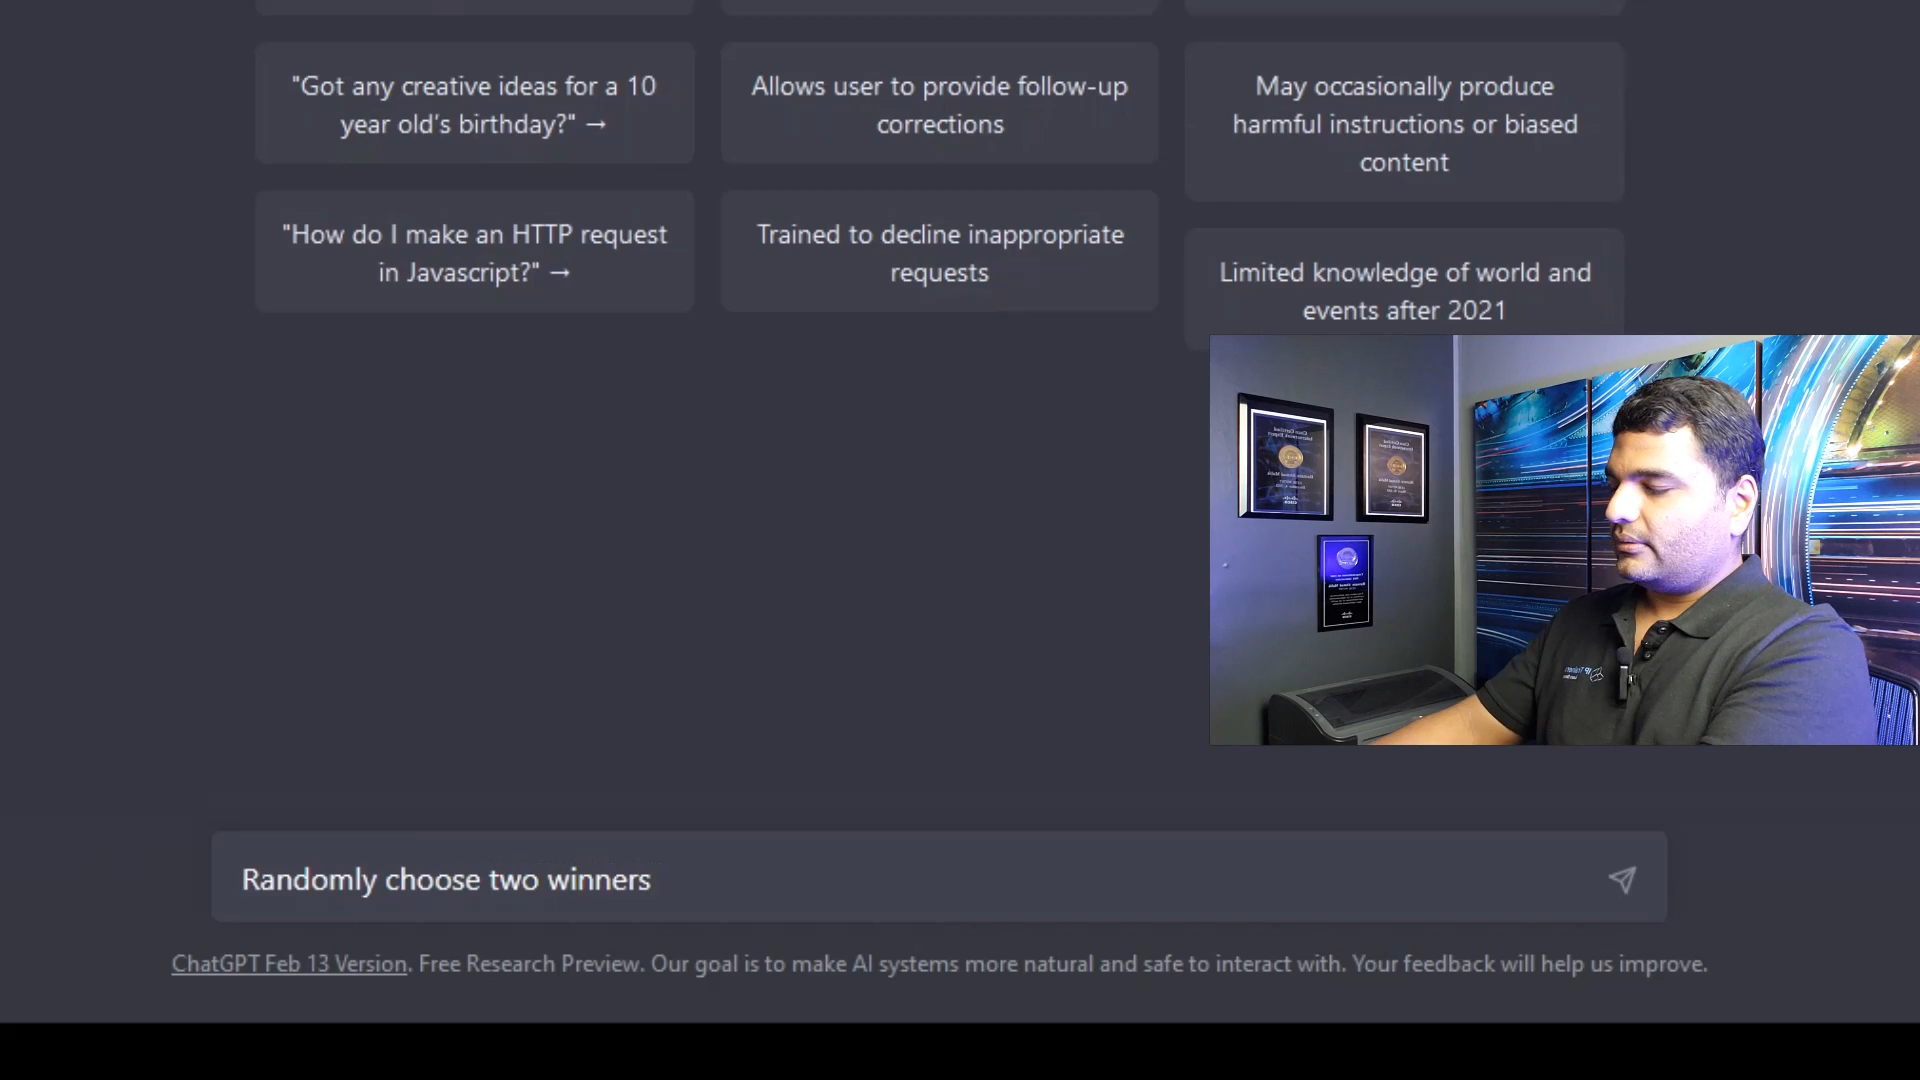 "Got any creative ideas for a 10
year old's birthday?" →
Allows user to provide follow-up
corrections
May occasionally produce
harmful instructions or biased
content
"How do I make an HTTP request
in Javascript?" →
Trained to decline inappropriate
requests
Limited knowledge of world and
events after 2021
Randomly choose two winners
ChatGPT Feb 13 Version. Free Research Preview. Our goal is to make AI systems more natural and safe to interact with. Your feedback will help us improve.